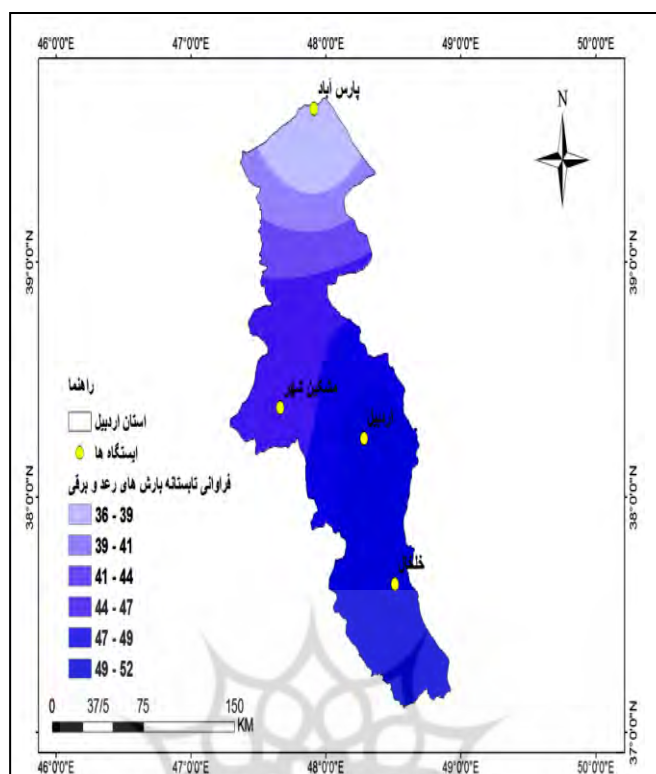 46°0'0"E 47°0'0"E 48°0'0"E 49°0'0"E 50°0'0"E
پارس آباد
N
39°0'0"N 39°0'0"N
راهنما
مشگین شهر
استان اردبیل
اردبیل
ایستگاه ها
فراوانی تابستانه بارش های رعد و برقی
38°0'0"N 38°0'0"N
36 - 39
39 - 41
خلخال
41 - 44
44 - 47
47 - 49
49 - 52
0 37/5 75 150
KM
37°0'0"N
46°0'0"E 47°0'0"E 48°0'0"E 49°0'0"E 50°0'0"E